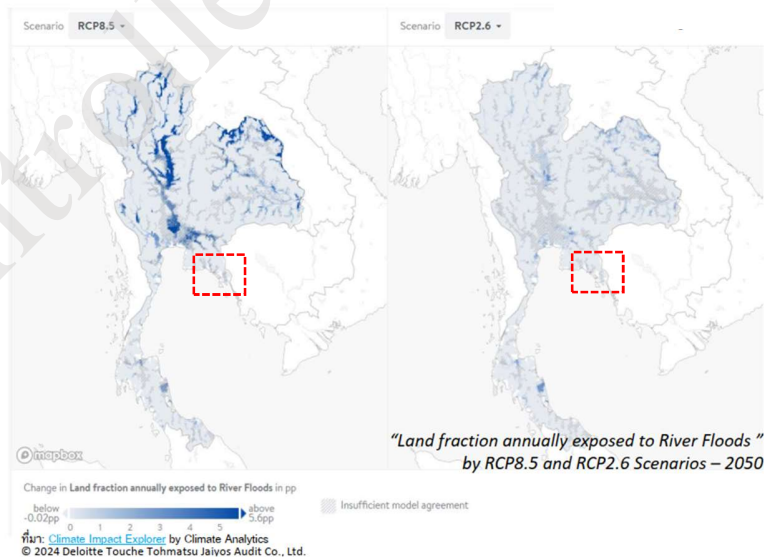 Scenario RCP8.5
Scenario RCP2.6
mapbox
“Land fraction annually exposed to River Floods ”
by RCP8.5 and RCP2.6 Scenarios – 2050
Change in Land fraction annually exposed to River Floods in pp
below
-0.02pp
0 1 2 3 4 5
above
5.6pp
Insufficient model agreement
ที่มา: Climate Impact Explorer by Climate Analytics
© 2024 Deloitte Touche Tohmatsu Jaiyos Audit Co., Ltd.